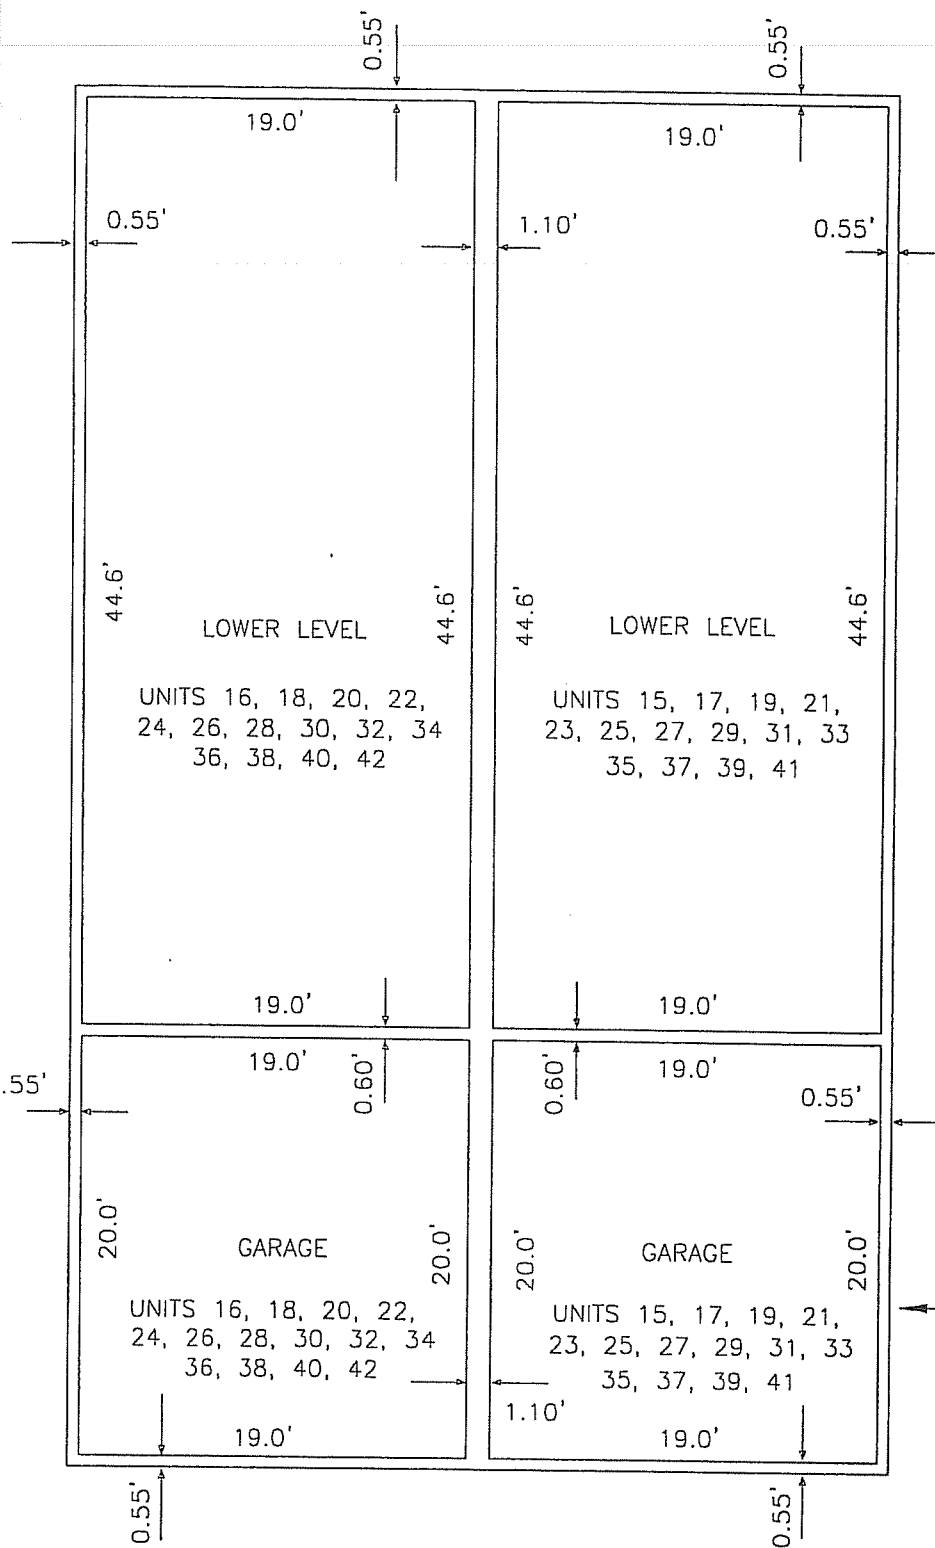 0.55'
0.55'
19.0'
19.0'
0.55'
1.10'
0.55'
44.6'
44.6'
44.6'
44.6'
LOWER LEVEL
UNITS 16, 18, 20, 22,
24, 26, 28, 30, 32, 34
36, 38, 40, 42
LOWER LEVEL
UNITS 15, 17, 19, 21,
23, 25, 27, 29, 31, 33
35, 37, 39, 41
19.0'
19.0'
19.0'
0.60'
0.60'
19.0'
.55'
0.55'
20.0'
20.0'
20.0'
20.0'
GARAGE
UNITS 16, 18, 20, 22,
24, 26, 28, 30, 32, 34
36, 38, 40, 42
GARAGE
UNITS 15, 17, 19, 21,
23, 25, 27, 29, 31, 33
35, 37, 39, 41
1.10'
19.0'
19.0'
0.55'
0.55'